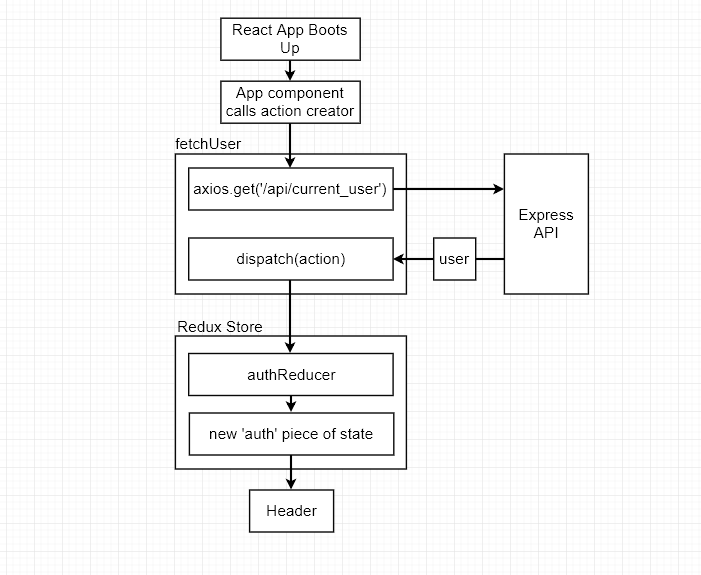 React App Boots
Up
App component
calls action creator
fetchUser
axios.get('/api/current_user')
Express
API
dispatch(action)
user
Redux Store
authReducer
new 'auth' piece of state
Header